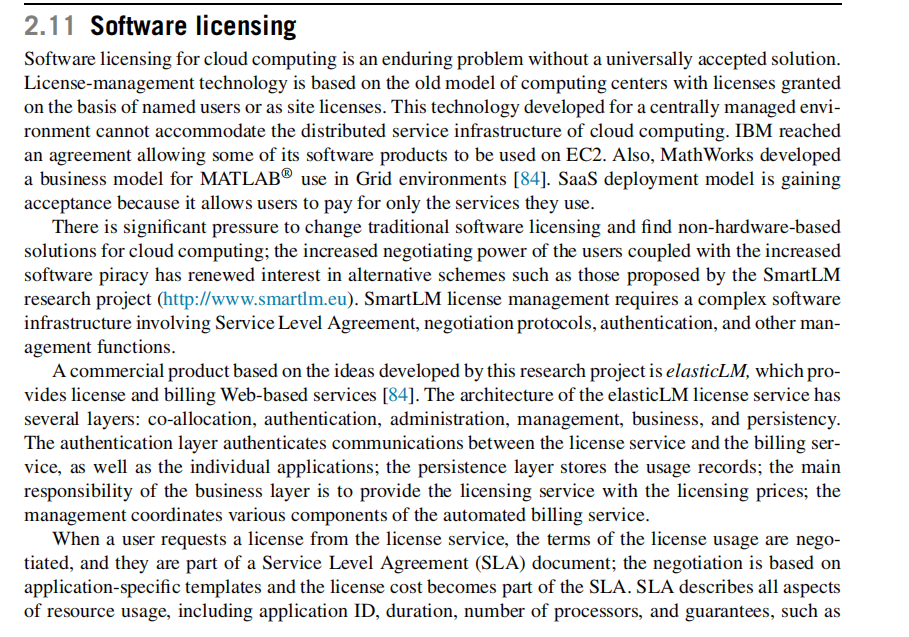 2.11 Software licensing
Software licensing for cloud computing is an enduring problem without a universally accepted solution.
License-management technology is based on the old model of computing centers with licenses granted
on the basis of named users or as site licenses. This technology developed for a centrally managed envi-
ronment cannot accommodate the distributed service infrastructure of cloud computing. IBM reached
an agreement allowing some of its software products to be used on EC2. Also, MathWorks developed
a business model for MATLAB® use in Grid environments [84]. SaaS deployment model is gaining
acceptance because it allows users to pay for only the services they use.
There is significant pressure to change traditional software licensing and find non-hardware-based
solutions for cloud computing; the increased negotiating power of the users coupled with the increased
software piracy has renewed interest in alternative schemes such as those proposed by the SmartLM
research project (http://www.smartlm.eu). SmartLM license management requires a complex software
infrastructure involving Service Level Agreement, negotiation protocols, authentication, and other man-
agement functions.
A commercial product based on the ideas developed by this research project is elasticLM, which pro-
vides license and billing Web-based services [84]. The architecture of the elasticLM license service has
several layers: co-allocation, authentication, administration, management, business, and persistency.
The authentication layer authenticates communications between the license service and the billing ser-
vice, as well as the individual applications; the persistence layer stores the usage records; the main
responsibility of the business layer is to provide the licensing service with the licensing prices; the
management coordinates various components of the automated billing service.
When a user requests a license from the license service, the terms of the license usage are nego-
tiated, and they are part of a Service Level Agreement (SLA) document; the negotiation is based on
application-specific templates and the license cost becomes part of the SLA. SLA describes all aspects
of resource usage, including application ID, duration, number of processors, and guarantees, such as